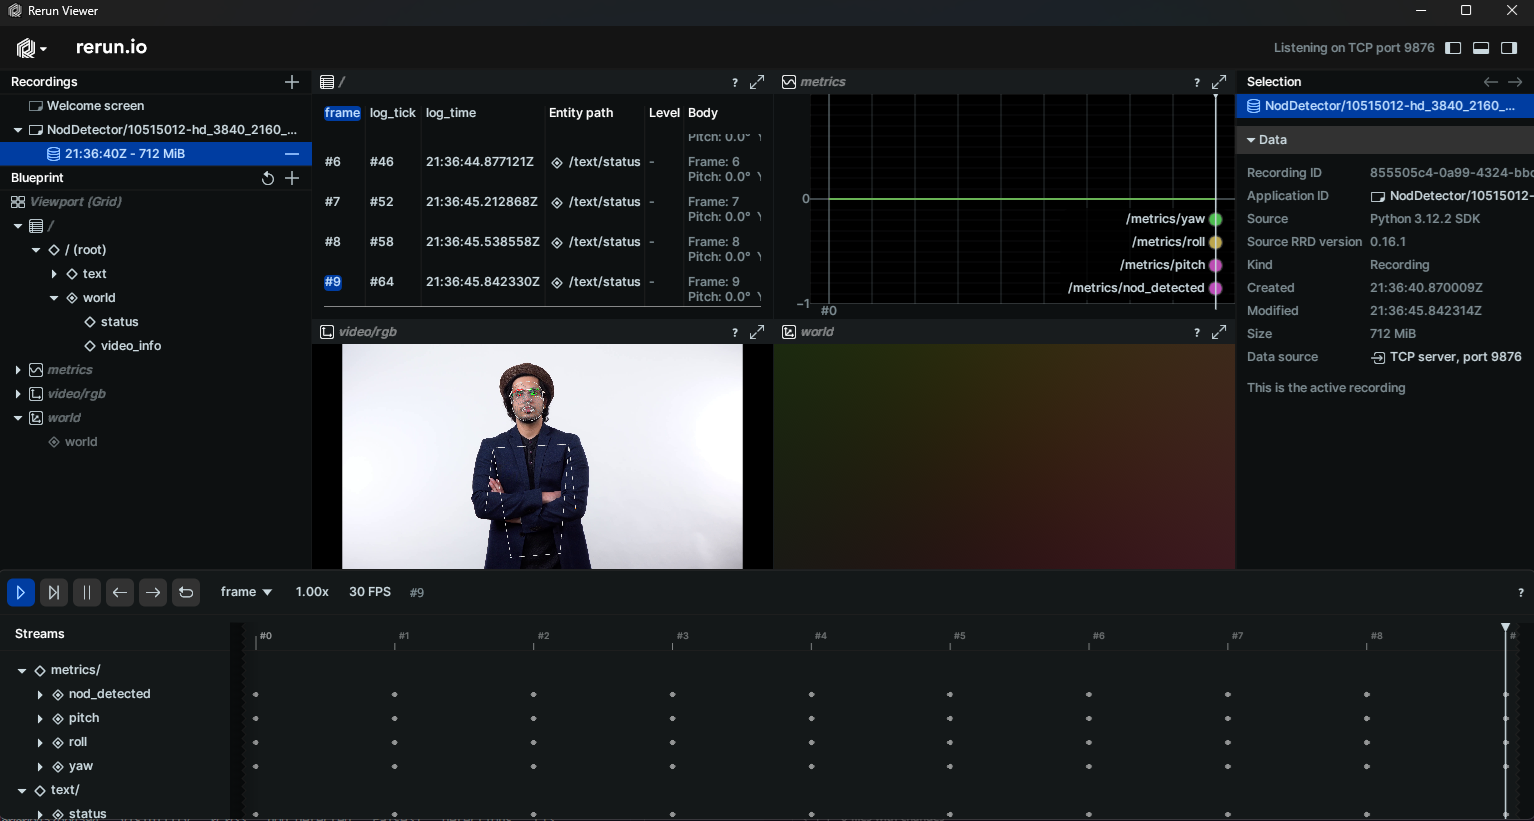 Rerun Viewer
rerun.io
Listening on TCP port 9876
Recordings
Welcome screen
NodDetector/10515012-hd_3840_2160_...
21:36:40Z - 712 MiB
Blueprint
Viewport (Grid)
/
/ (root)
text
world
status
video_info
metrics
video/rgb
world
world
/
?
frame log_tick log_time Entity path Level Body
Pitch: 0.0°
#6 #46 21:36:44.877121Z /text/status - Frame: 6
Pitch: 0.0°
#7 #52 21:36:45.212868Z /text/status - Frame: 7
Pitch: 0.0°
#8 #58 21:36:45.538558Z /text/status - Frame: 8
Pitch: 0.0°
#9 #64 21:36:45.842330Z /text/status - Frame: 9
Pitch: 0.0°
metrics
?
0
/metrics/yaw
/metrics/roll
/metrics/pitch
/metrics/nod_detected
-1
#0
video/rgb
?
world
?
Selection
NodDetector/10515012-hd_3840_2160_...
Data
Recording ID 855505c4-0a99-4324-bb
Application ID NodDetector/10515012-
Source Python 3.12.2 SDK
Source RRD version 0.16.1
Kind Recording
Created 21:36:40.870009Z
Modified 21:36:45.842314Z
Size 712 MiB
Data source TCP server, port 9876
This is the active recording
frame 1.00x 30 FPS #9
?
Streams
#0 #1 #2 #3 #4 #5 #6 #7 #8 #
metrics/
nod_detected
pitch
roll
yaw
text/
status